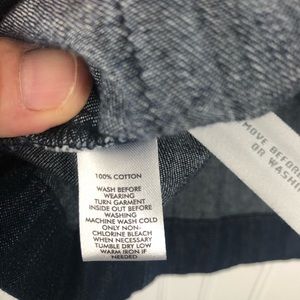 100% COTTON
WASH BEFORE
WEARING
TURN GARMENT
INSIDE OUT BEFORE
WASHING
MACHINE WASH COLD
ONLY NON-
CHLORINE BLEACH
WHEN NECESSARY
TUMBLE DRY LOW
WARM IRON IF
NEEDED
MOVE BEFORE
OR WASH